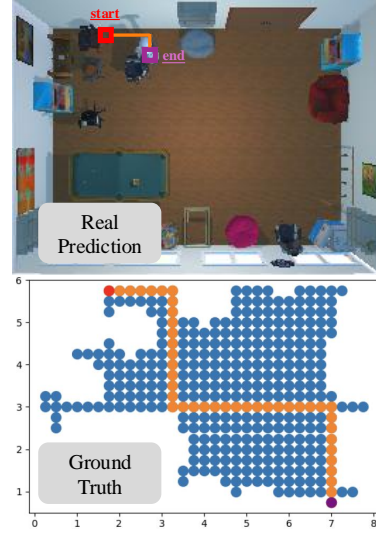 start
end
Real
Prediction
6
5
4
3
2
1
Ground
Truth
0 1 2 3 4 5 6 7 8